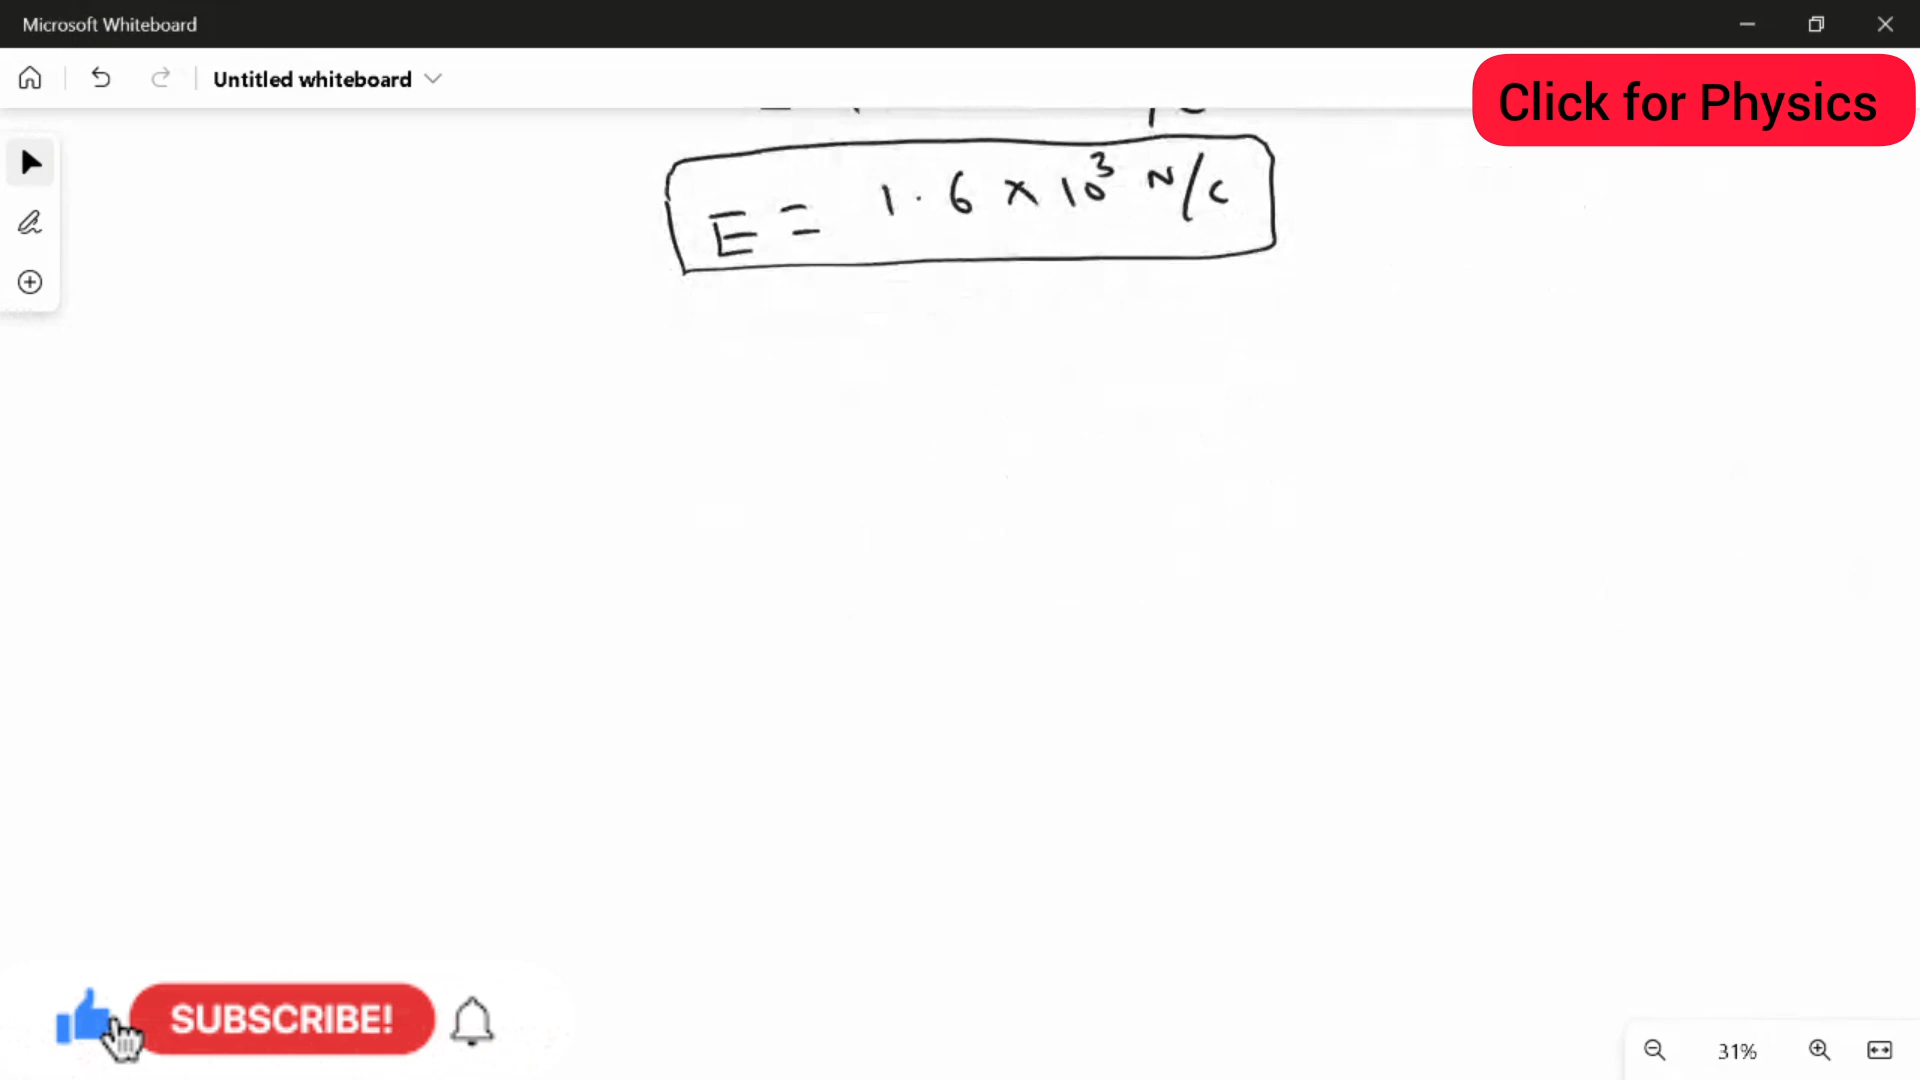 Microsoft Whiteboard
Untitled whiteboard
Click for Physics
E = 1.6 × 10³ N/C
SUBSCRIBE!
31%